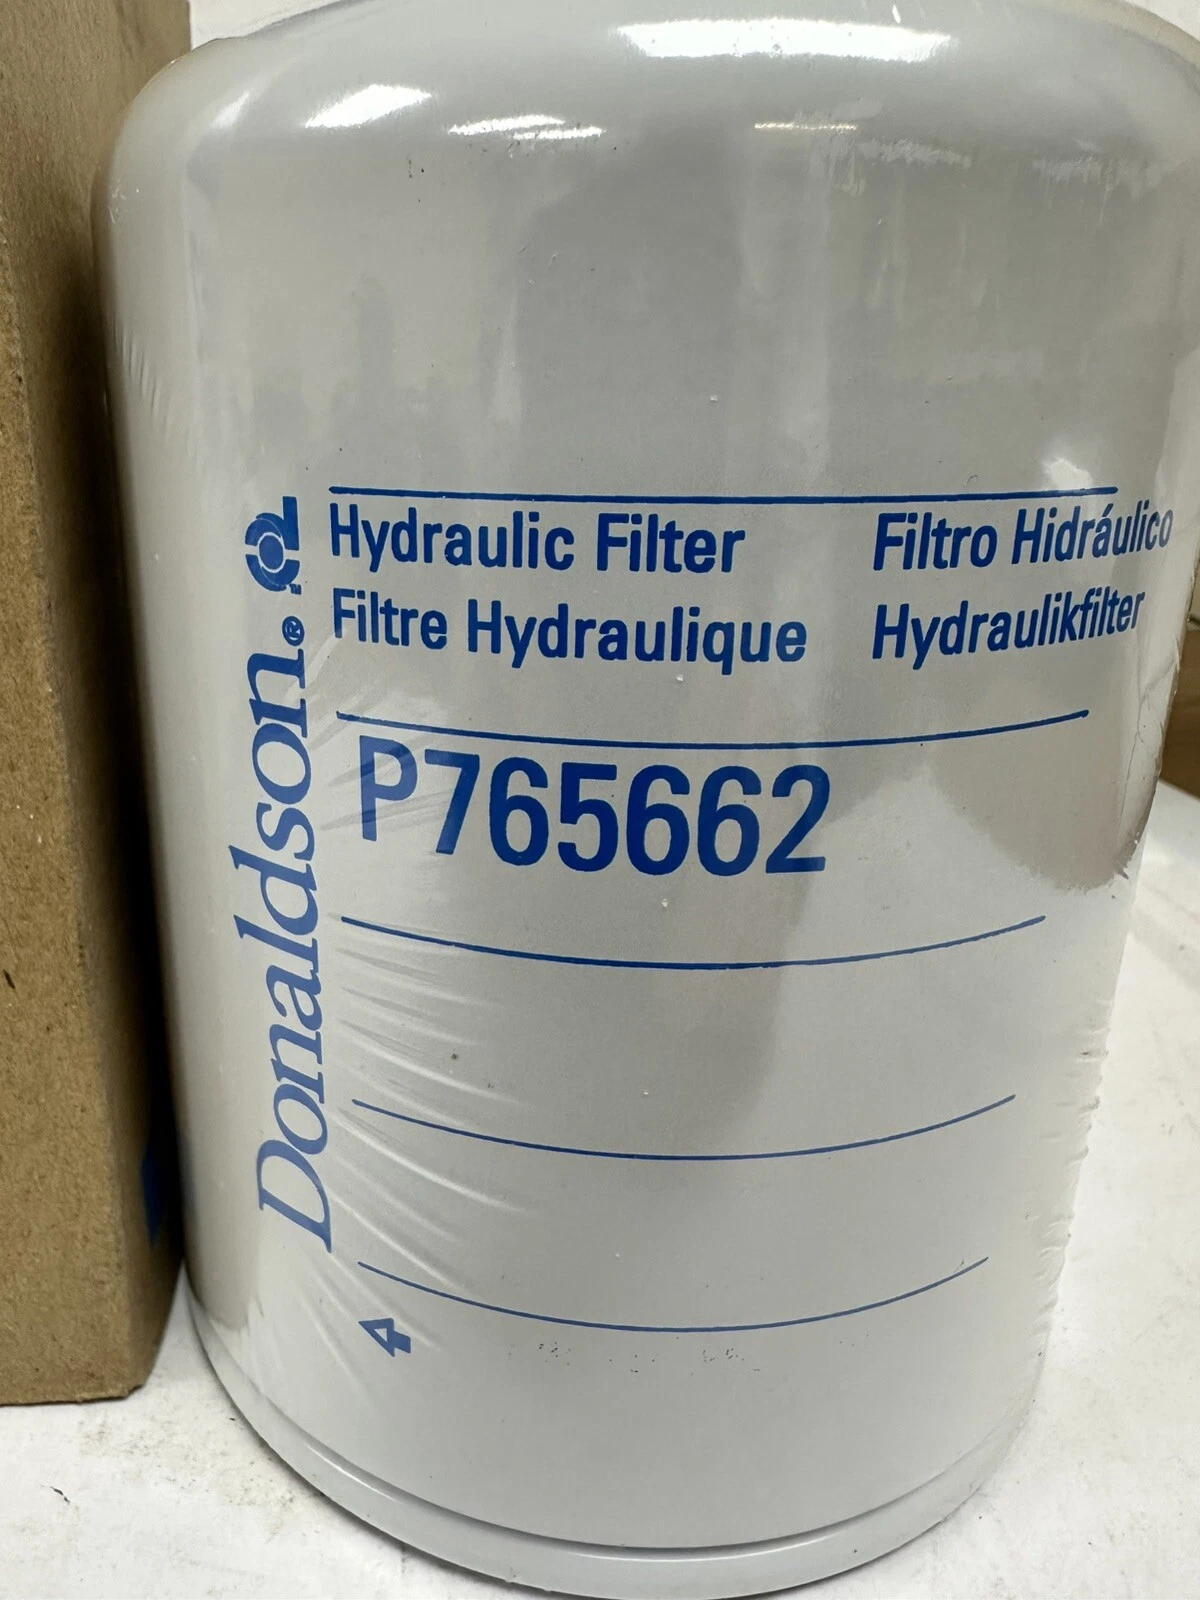 Donaldson®
Hydraulic Filter
Filtro Hidráulico
Filtre Hydraulique
Hydraulikfilter
P765662
4